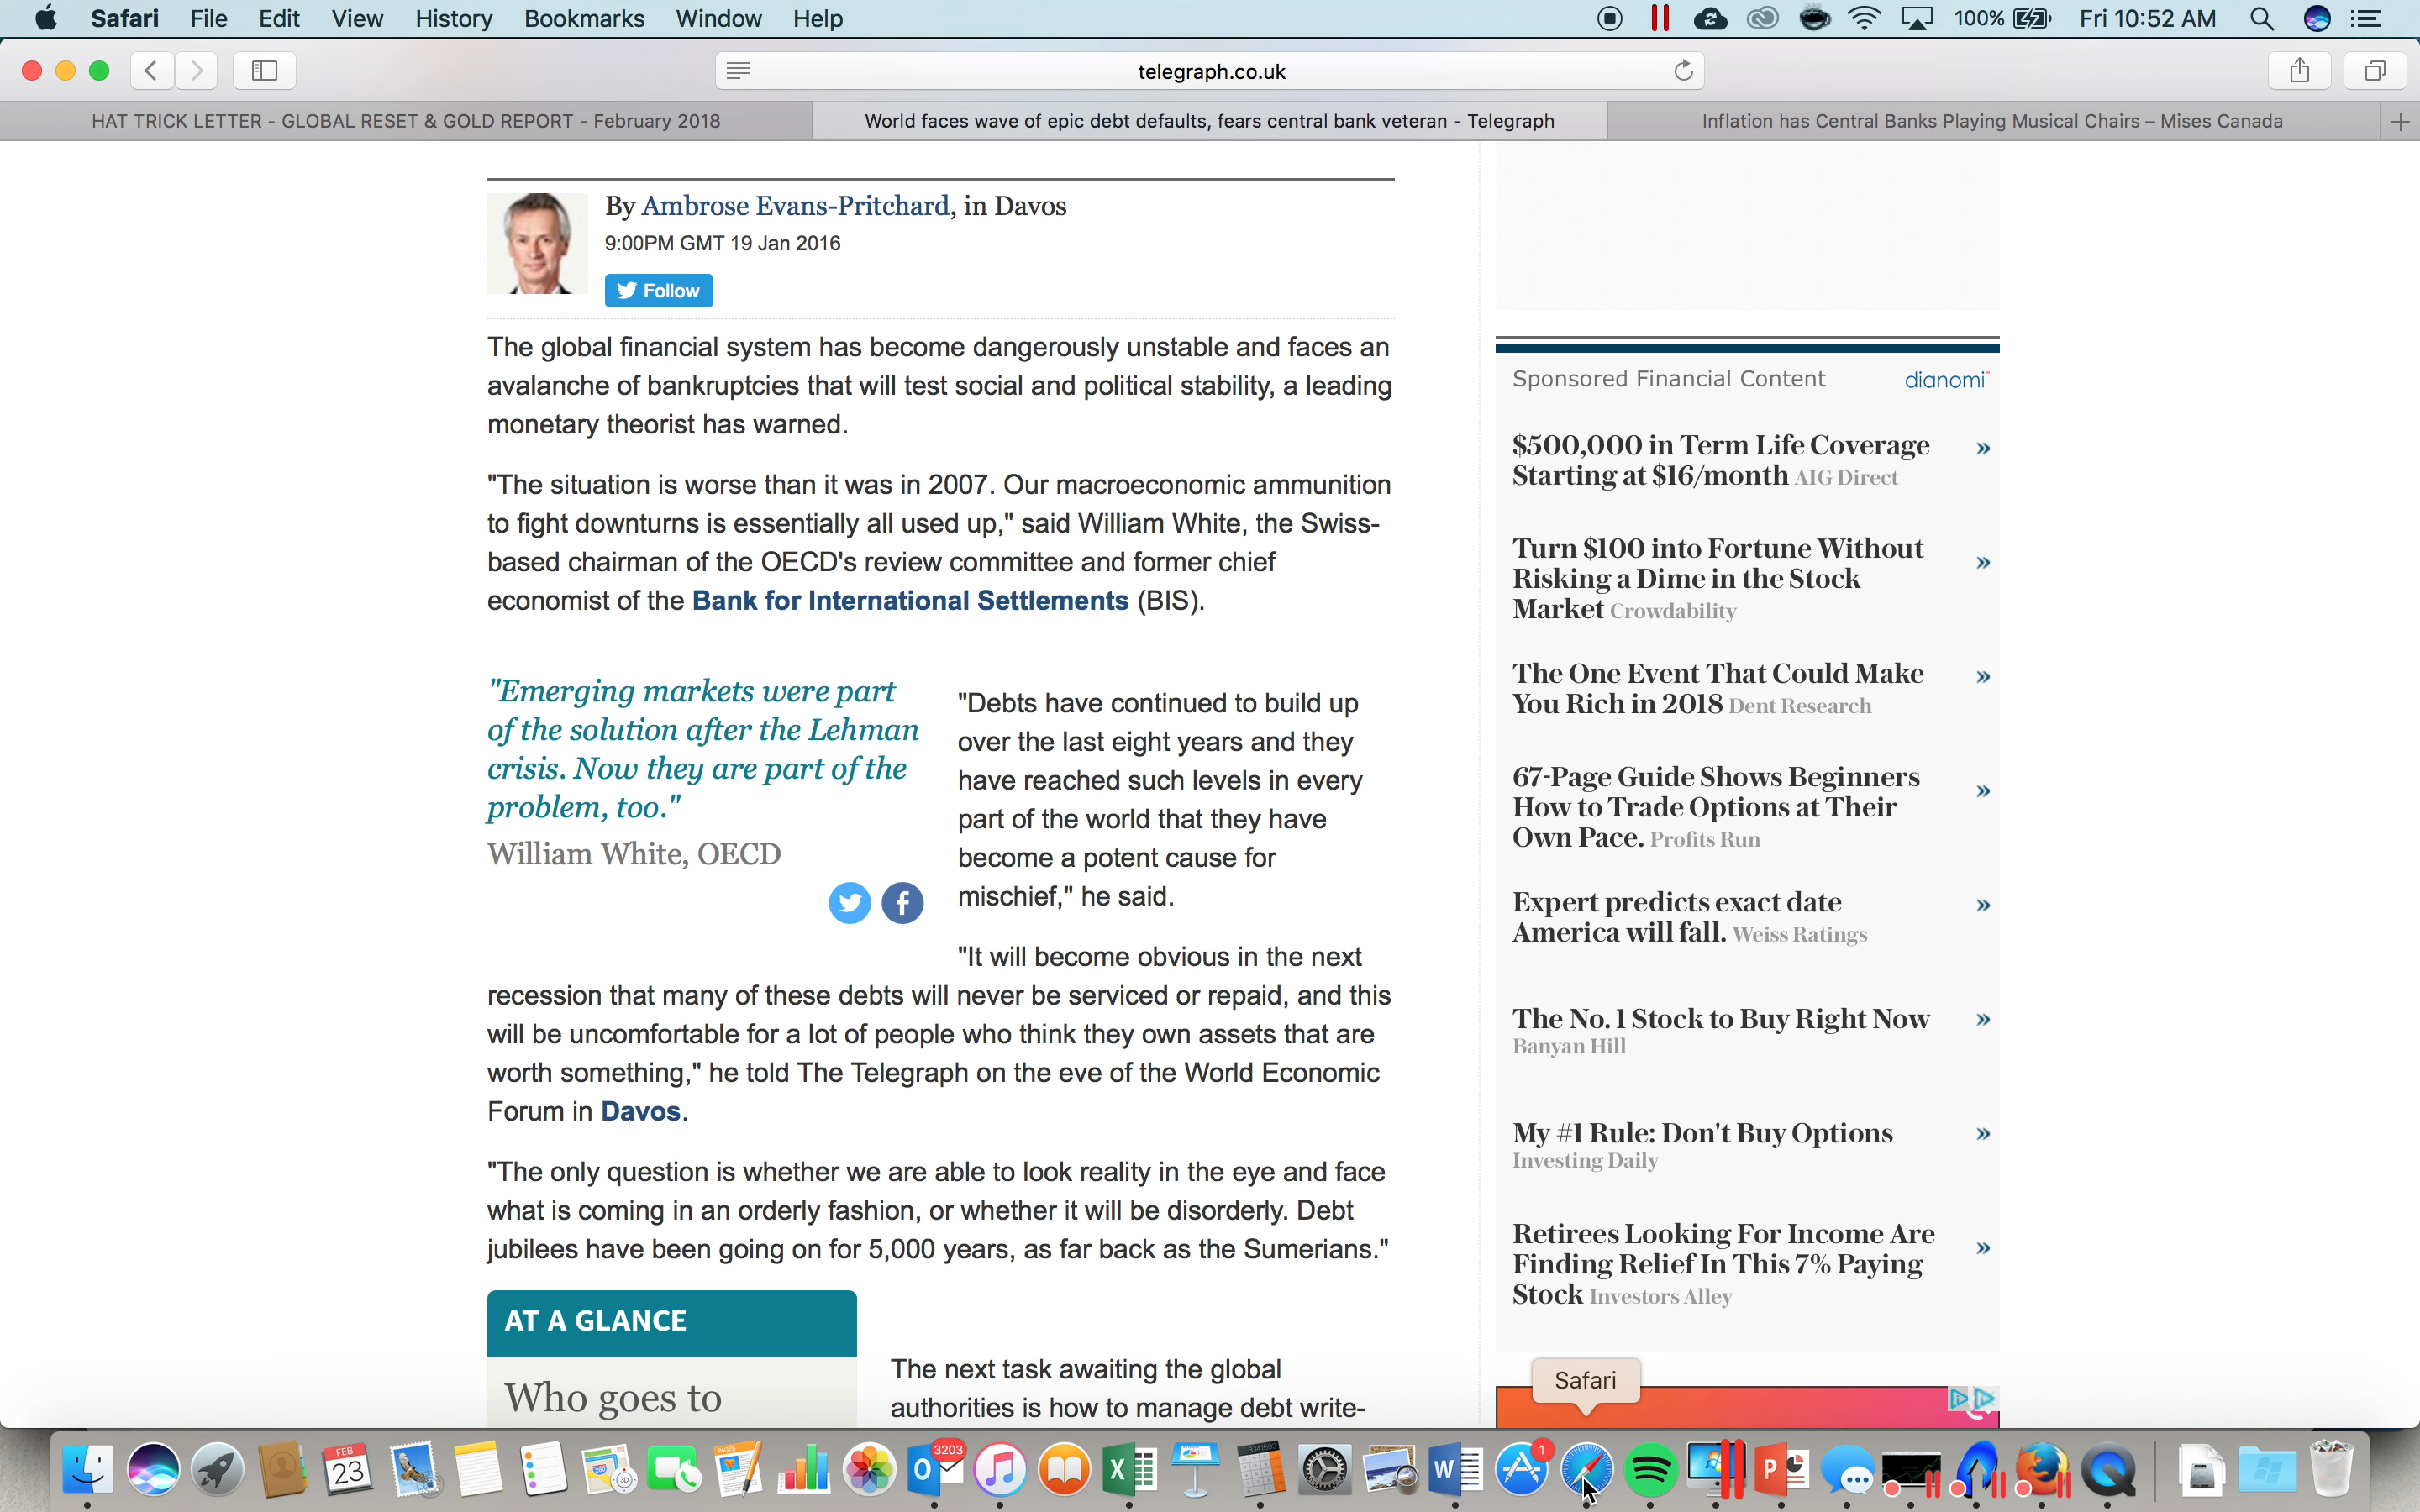 Safari File Edit View History Bookmarks Window Help
100% Fri 10:52 AM
telegraph.co.uk
HAT TRICK LETTER - GLOBAL RESET & GOLD REPORT - February 2018
World faces wave of epic debt defaults, fears central bank veteran - Telegraph
Inflation has Central Banks Playing Musical Chairs – Mises Canada
By Ambrose Evans-Pritchard, in Davos
9:00PM GMT 19 Jan 2016
Follow
The global financial system has become dangerously unstable and faces an
avalanche of bankruptcies that will test social and political stability, a leading
monetary theorist has warned.
"The situation is worse than it was in 2007. Our macroeconomic ammunition
to fight downturns is essentially all used up," said William White, the Swiss-
based chairman of the OECD's review committee and former chief
economist of the Bank for International Settlements (BIS).
"Emerging markets were part
of the solution after the Lehman
crisis. Now they are part of the
problem, too."
William White, OECD
"Debts have continued to build up
over the last eight years and they
have reached such levels in every
part of the world that they have
become a potent cause for
mischief," he said.
"It will become obvious in the next
recession that many of these debts will never be serviced or repaid, and this
will be uncomfortable for a lot of people who think they own assets that are
worth something," he told The Telegraph on the eve of the World Economic
Forum in Davos.
"The only question is whether we are able to look reality in the eye and face
what is coming in an orderly fashion, or whether it will be disorderly. Debt
jubilees have been going on for 5,000 years, as far back as the Sumerians."
AT A GLANCE
Who goes to
The next task awaiting the global
authorities is how to manage debt write-
Sponsored Financial Content
dianomi
$500,000 in Term Life Coverage
Starting at $16/month AIG Direct
Turn $100 into Fortune Without
Risking a Dime in the Stock
Market Crowdability
The One Event That Could Make
You Rich in 2018 Dent Research
67-Page Guide Shows Beginners
How to Trade Options at Their
Own Pace. Profits Run
Expert predicts exact date
America will fall. Weiss Ratings
The No. 1 Stock to Buy Right Now
Banyan Hill
My #1 Rule: Don't Buy Options
Investing Daily
Retirees Looking For Income Are
Finding Relief In This 7% Paying
Stock Investors Alley
Safari
FEB
23
3D
PAGES
3203
1